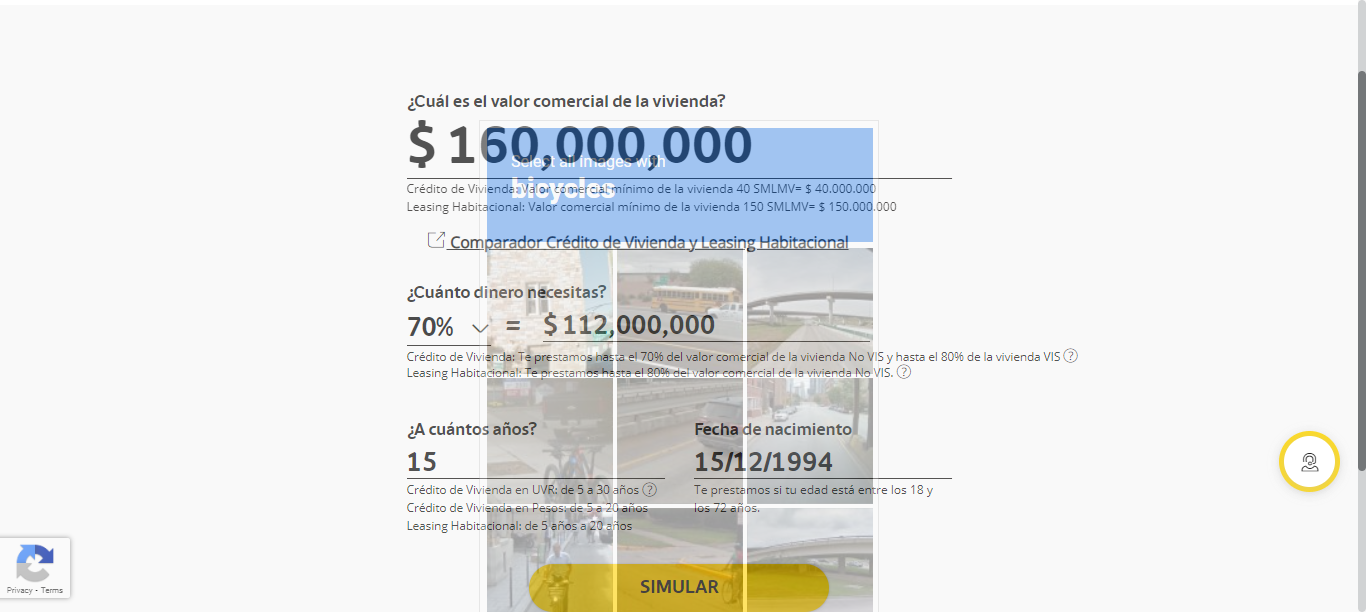 ¿Cuál es el valor comercial de la vivienda?
$ 160,000,000
Select all images with
bicycles
Crédito de Vivienda: Valor comercial mínimo de la vivienda 40 SMLMV= $ 40.000.000
Leasing Habitacional: Valor comercial mínimo de la vivienda 150 SMLMV= $ 150.000.000
Comparador Crédito de Vivienda y Leasing Habitacional
¿Cuánto dinero necesitas?
70% = $ 112,000,000
Crédito de Vivienda: Te prestamos hasta el 70% del valor comercial de la vivienda No VIS y hasta el 80% de la vivienda VIS ?
Leasing Habitacional: Te prestamos hasta el 80% del valor comercial de la vivienda No VIS. ?
¿A cuántos años?
15
Crédito de Vivienda en UVR: de 5 a 30 años ?
Crédito de Vivienda en Pesos: de 5 a 20 años
Leasing Habitacional: de 5 años a 20 años
Fecha de nacimiento
15/12/1994
Te prestamos si tu edad está entre los 18 y
los 72 años.
SIMULAR
Privacy - Terms